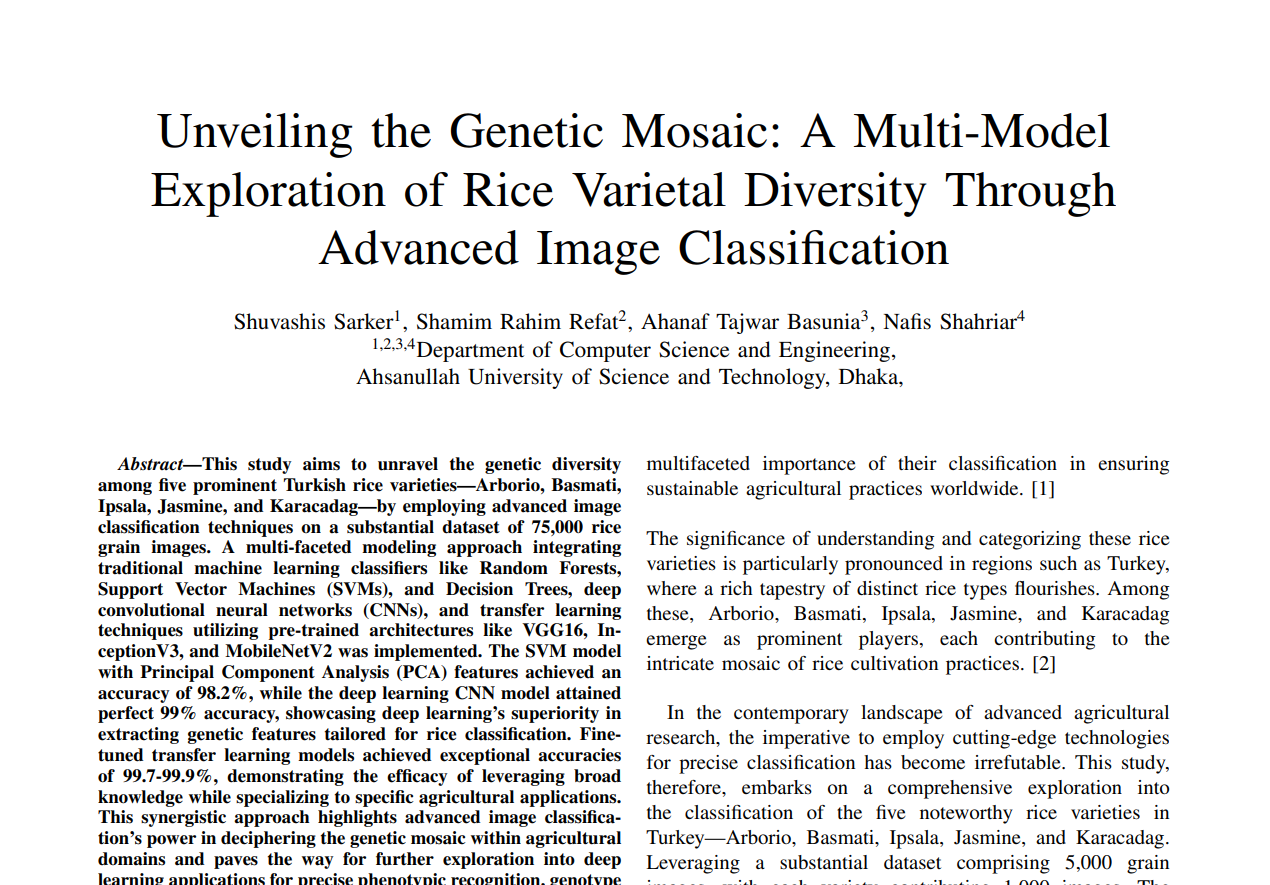 Unveiling the Genetic Mosaic: A Multi-Model
Exploration of Rice Varietal Diversity Through
Advanced Image Classification
Shuvashis Sarker1, Shamim Rahim Refat2, Ahanaf Tajwar Basunia3, Nafis Shahriar4
1,2,3,4Department of Computer Science and Engineering,
Ahsanullah University of Science and Technology, Dhaka,
Abstract—This study aims to unravel the genetic diversity
among five prominent Turkish rice varieties—Arborio, Basmati,
Ipsala, Jasmine, and Karacadag—by employing advanced image
classification techniques on a substantial dataset of 75,000 rice
grain images. A multi-faceted modeling approach integrating
traditional machine learning classifiers like Random Forests,
Support Vector Machines (SVMs), and Decision Trees, deep
convolutional neural networks (CNNs), and transfer learning
techniques utilizing pre-trained architectures like VGG16, In-
ceptionV3, and MobileNetV2 was implemented. The SVM model
with Principal Component Analysis (PCA) features achieved an
accuracy of 98.2%, while the deep learning CNN model attained
perfect 99% accuracy, showcasing deep learning's superiority in
extracting genetic features tailored for rice classification. Fine-
tuned transfer learning models achieved exceptional accuracies
of 99.7-99.9%, demonstrating the efficacy of leveraging broad
knowledge while specializing to specific agricultural applications.
This synergistic approach highlights advanced image classifica-
tion's power in deciphering the genetic mosaic within agricultural
domains and paves the way for further exploration into deep
learning applications for precise phenotypic recognition, genotype
multifaceted importance of their classification in ensuring
sustainable agricultural practices worldwide. [1]
The significance of understanding and categorizing these rice
varieties is particularly pronounced in regions such as Turkey,
where a rich tapestry of distinct rice types flourishes. Among
these, Arborio, Basmati, Ipsala, Jasmine, and Karacadag
emerge as prominent players, each contributing to the
intricate mosaic of rice cultivation practices. [2]
In the contemporary landscape of advanced agricultural
research, the imperative to employ cutting-edge technologies
for precise classification has become irrefutable. This study,
therefore, embarks on a comprehensive exploration into
the classification of the five noteworthy rice varieties in
Turkey—Arborio, Basmati, Ipsala, Jasmine, and Karacadag.
Leveraging a substantial dataset comprising 5,000 grain